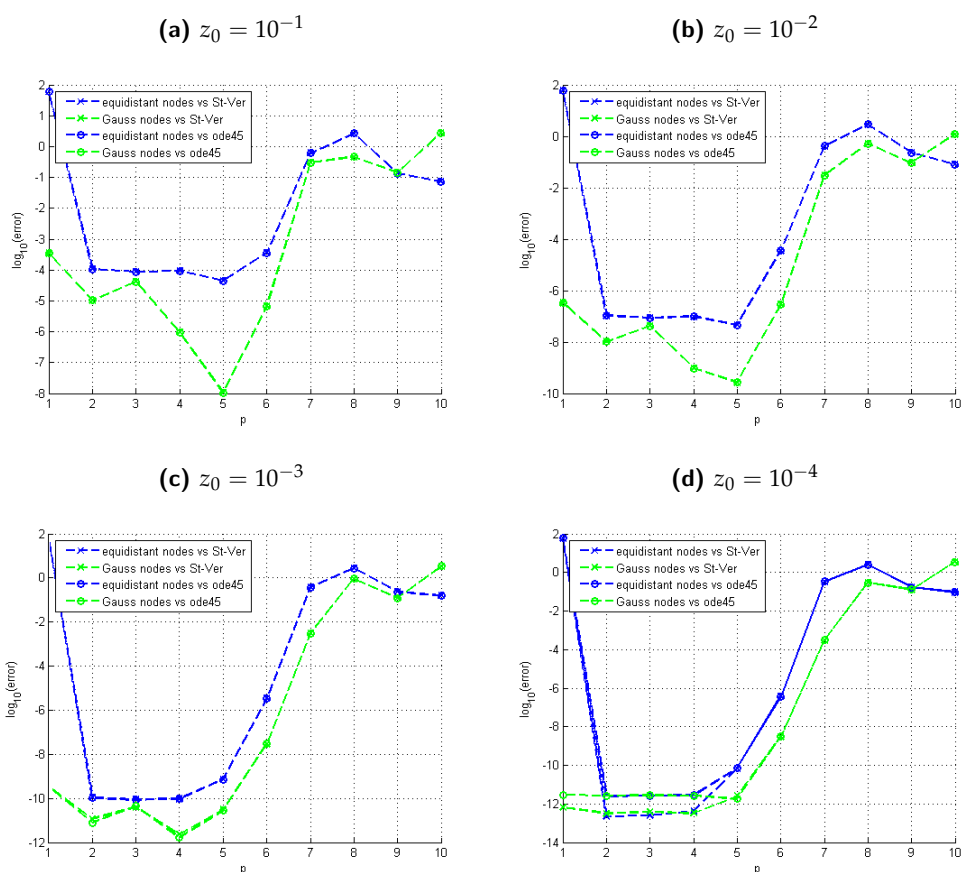 (a) z₀ = 10⁻¹
2
1
0
-1
-2
-3
-4
-5
-6
-7
-8
log₁₀(error)
equidistant nodes vs St-Ver
Gauss nodes vs St-Ver
equidistant nodes vs ode45
Gauss nodes vs ode45
1 2 3 4 5 6 7 8 9 10
p
(b) z₀ = 10⁻²
2
0
-2
-4
-6
-8
-10
log₁₀(error)
equidistant nodes vs St-Ver
Gauss nodes vs St-Ver
equidistant nodes vs ode45
Gauss nodes vs ode45
1 2 3 4 5 6 7 8 9 10
p
(c) z₀ = 10⁻³
2
0
-2
-4
-6
-8
-10
-12
log₁₀(error)
equidistant nodes vs St-Ver
Gauss nodes vs St-Ver
equidistant nodes vs ode45
Gauss nodes vs ode45
1 2 3 4 5 6 7 8 9 10
p
(d) z₀ = 10⁻⁴
2
0
-2
-4
-6
-8
-10
-12
-14
log₁₀(error)
equidistant nodes vs St-Ver
Gauss nodes vs St-Ver
equidistant nodes vs ode45
Gauss nodes vs ode45
1 2 3 4 5 6 7 8 9 10
p